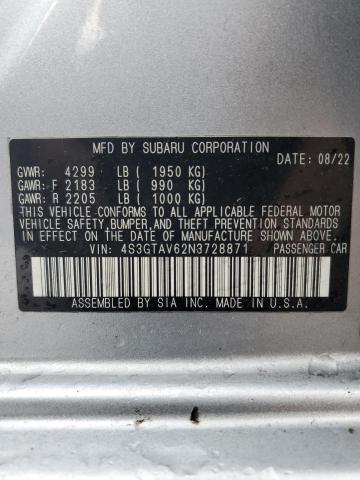 MFD BY SUBARU CORPORATION
DATE: 08/22
GVWR: 4299 LB ( 1950 KG)
GAWR: F 2183 LB ( 990 KG)
GAWR: R 2205 LB ( 1000 KG)
THIS VEHICLE CONFORMS TO ALL APPLICABLE FEDERAL MOTOR
VEHICLE SAFETY, BUMPER, AND THEFT PREVENTION STANDARDS
IN EFFECT ON THE DATE OF MANUFACTURE SHOWN ABOVE.
VIN: 4S3GTAV62N3728871 PASSENGER CAR
ASSEMBLED BY SIA INC. MADE IN U.S.A.